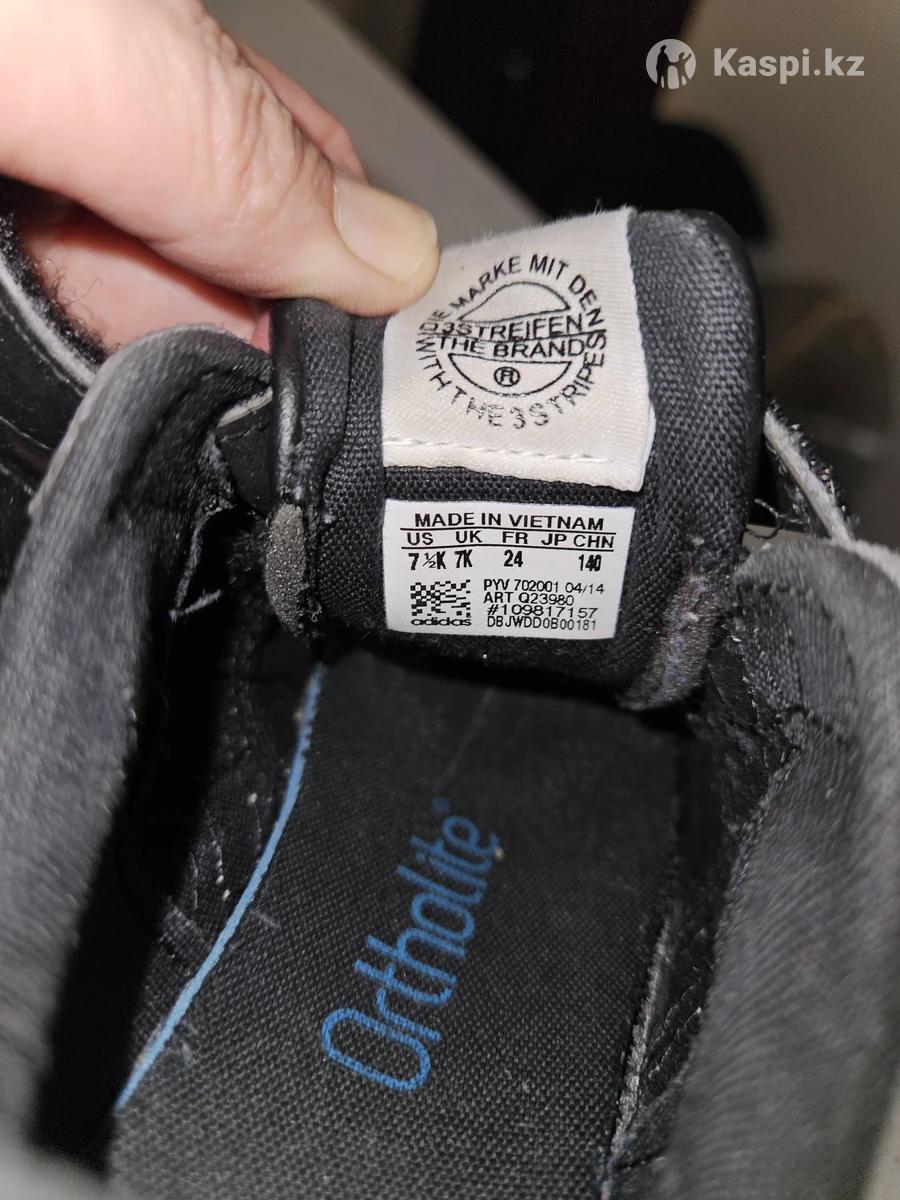 Kaspi.kz
DIE MARKE MIT DEN
3STREIFEN
THE BRAND
®
WITH THE 3 STRIPES
MADE IN VIETNAM
US UK FR JP CHN
7 ½K 7K 24 140
PYV 702001 04/14
ART Q23980
#109817157
adidas DBJWDD0B00181
Ortholite®